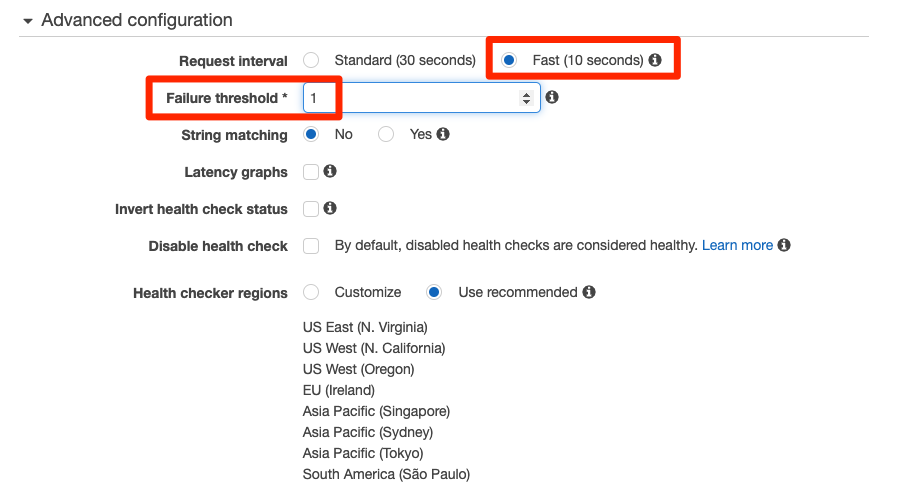 Advanced configuration
Request interval Standard (30 seconds) Fast (10 seconds)
Failure threshold * 1
String matching No Yes
Latency graphs
Invert health check status
Disable health check By default, disabled health checks are considered healthy. Learn more
Health checker regions Customize Use recommended
US East (N. Virginia)
US West (N. California)
US West (Oregon)
EU (Ireland)
Asia Pacific (Singapore)
Asia Pacific (Sydney)
Asia Pacific (Tokyo)
South America (São Paulo)